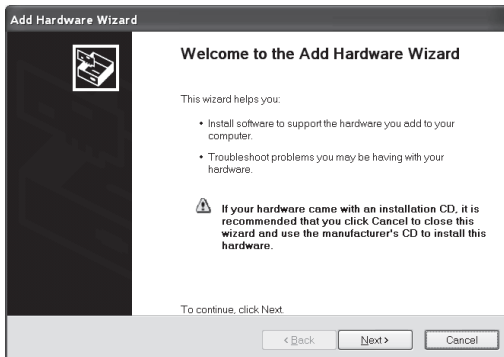 Add Hardware Wizard
Welcome to the Add Hardware Wizard
This wizard helps you:
• Install software to support the hardware you add to your
computer.
• Troubleshoot problems you may be having with your
hardware.
If your hardware came with an installation CD, it is
recommended that you click Cancel to close this
wizard and use the manufacturer's CD to install this
hardware.
To continue, click Next.
< Back Next > Cancel